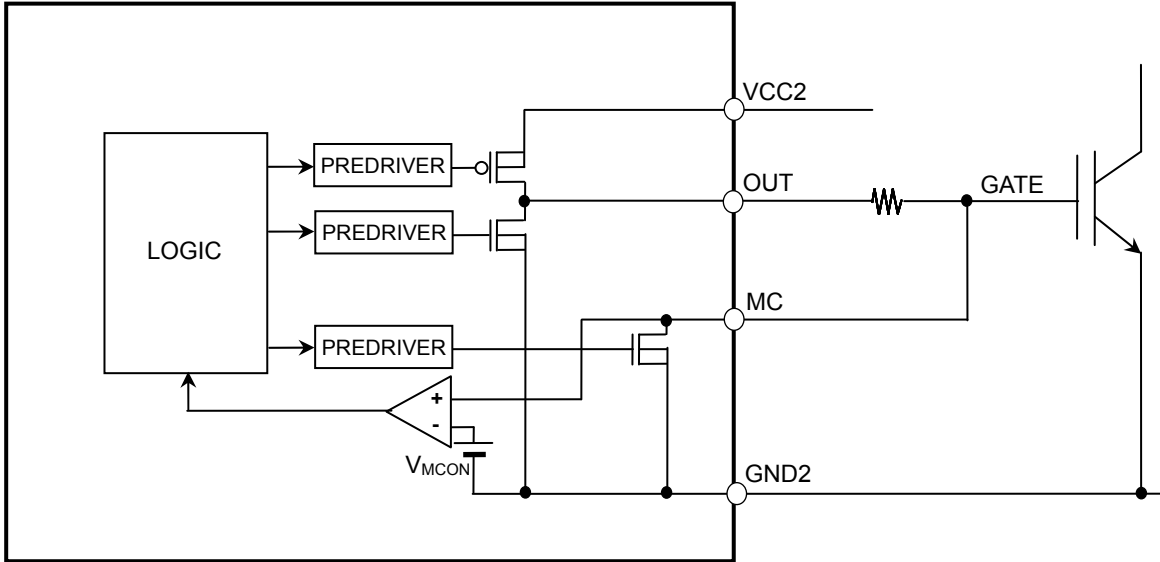 VCC2
PREDRIVER
OUT
GATE
PREDRIVER
LOGIC
MC
PREDRIVER
+
-
VMCON
GND2